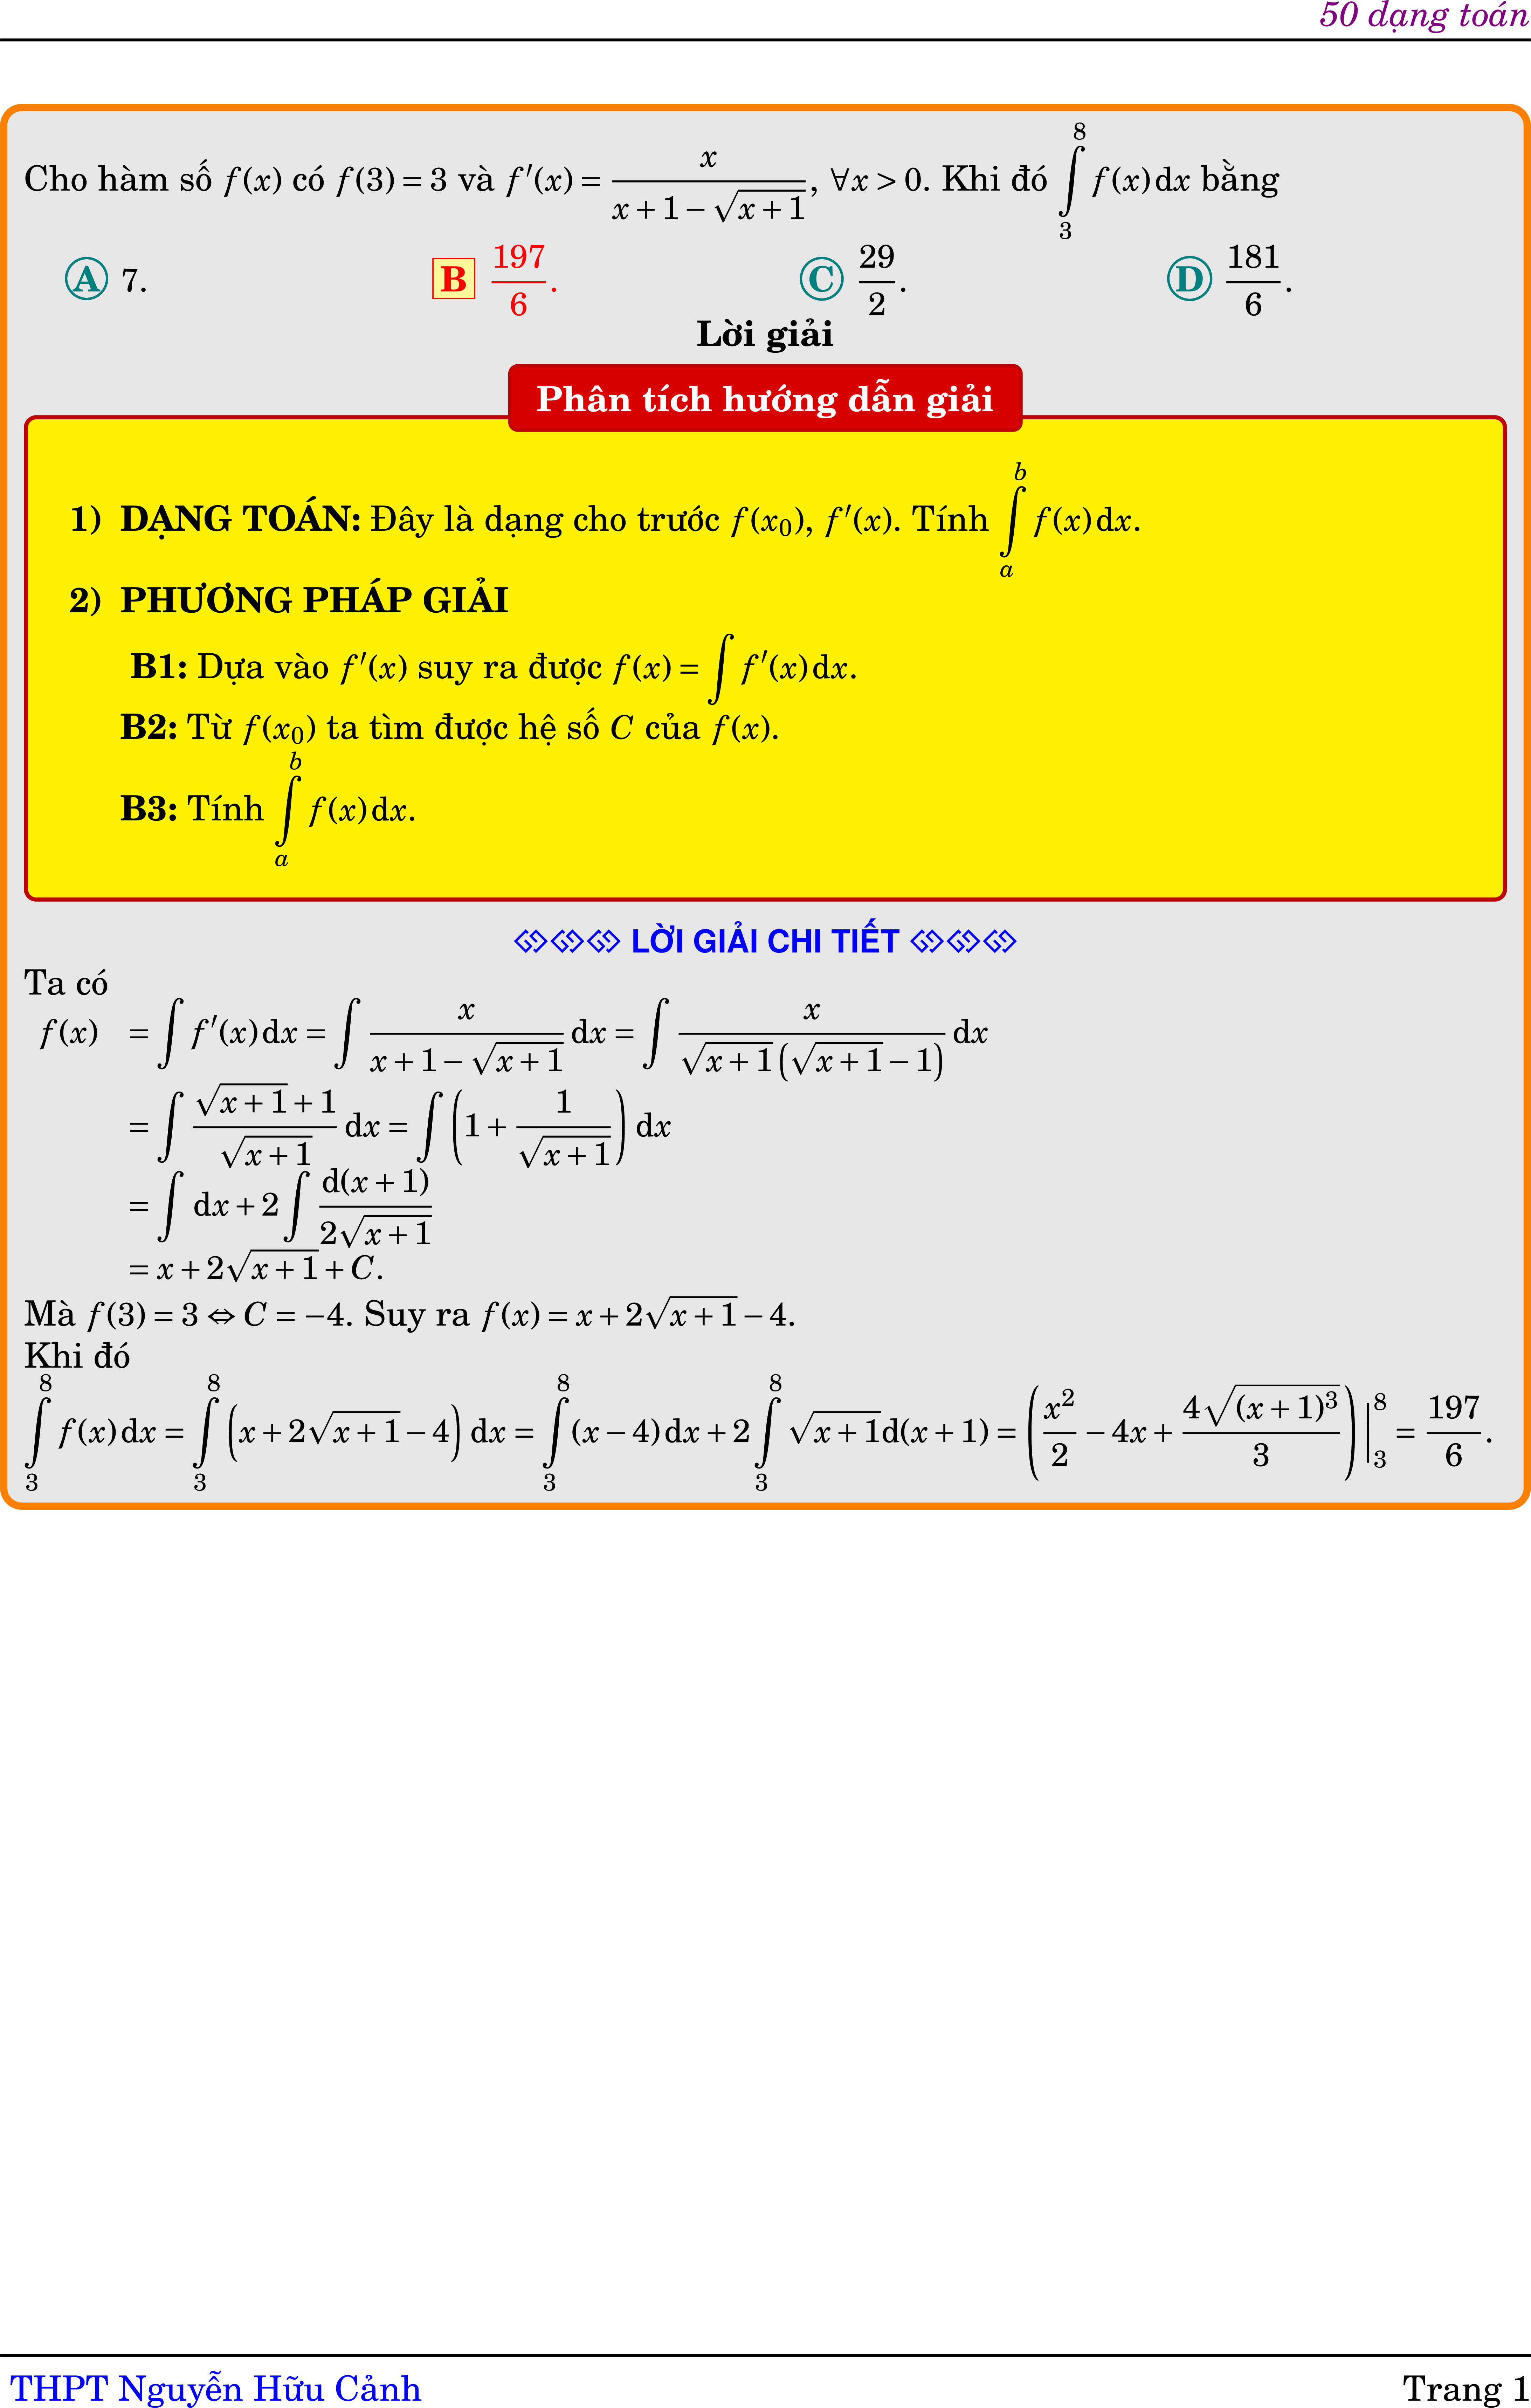 50 dạng toán
Cho hàm số f(x) có f(3) = 3 và f′(x) = \frac{x}{x+1-\sqrt{x+1}}, ∀x > 0. Khi đó \int_3^8 f(x)dx bằng
A 7. B \frac{197}{6}. C \frac{29}{2}. D \frac{181}{6}.
Lời giải
Phân tích hướng dẫn giải
1) DẠNG TOÁN: Đây là dạng cho trước f(x_0), f′(x). Tính \int_a^b f(x)dx.
2) PHƯƠNG PHÁP GIẢI
B1: Dựa vào f′(x) suy ra được f(x) = \int f′(x)dx.
B2: Từ f(x_0) ta tìm được hệ số C của f(x).
B3: Tính \int_a^b f(x)dx.
LỜI GIẢI CHI TIẾT
Ta có
f(x) = \int f′(x)dx = \int \frac{x}{x+1-\sqrt{x+1}} dx = \int \frac{x}{\sqrt{x+1}(\sqrt{x+1}-1)} dx
= \int \frac{\sqrt{x+1}+1}{\sqrt{x+1}} dx = \int \left(1+\frac{1}{\sqrt{x+1}}\right) dx
= \int dx + 2\int \frac{d(x+1)}{2\sqrt{x+1}}
= x + 2\sqrt{x+1} + C.
Mà f(3) = 3 ⇔ C = −4. Suy ra f(x) = x + 2\sqrt{x+1} − 4.
Khi đó
\int_3^8 f(x)dx = \int_3^8 \left(x+2\sqrt{x+1}-4\right) dx = \int_3^8 (x-4)dx + 2\int_3^8 \sqrt{x+1}d(x+1) = \left(\frac{x^2}{2}-4x+\frac{4\sqrt{(x+1)^3}}{3}\right)\Big|_3^8 = \frac{197}{6}.
THPT Nguyễn Hữu Cảnh Trang 1